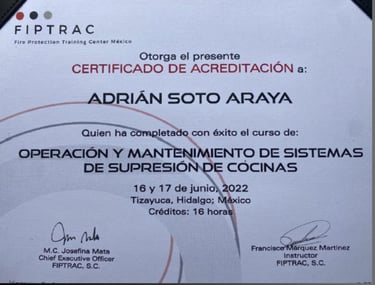 FIPTRAC
Fire Protection Training Center México
Otorga el presente
CERTIFICADO DE ACREDITACIÓN a:
ADRIÁN SOTO ARAYA
Quien ha completado con éxito el curso de:
OPERACIÓN Y MANTENIMIENTO DE SISTEMAS
DE SUPRESIÓN DE COCINAS
16 y 17 de junio, 2022
Tizayuca, Hidalgo; México
Créditos: 16 horas
M.C. Josefina Mata
Chief Executive Officer
FIPTRAC, S.C.
Francisco Márquez Martínez
Instructor
FIPTRAC, S.C.